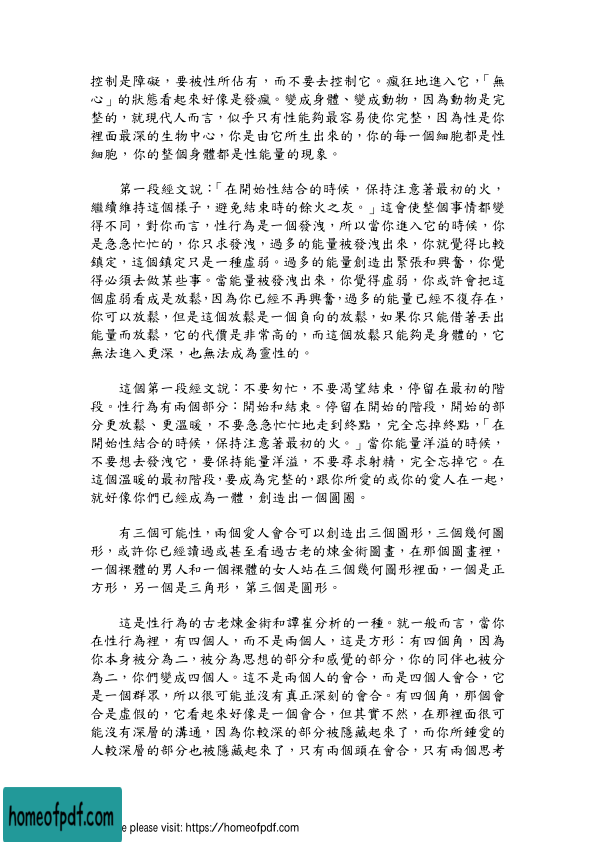 控制是障礙，要被性所佔有，而不要去控制它。瘋狂地進入它，「無
心」的狀態看起來好像是發瘋。變成身體、變成動物，因為動物是完
整的，就現代人而言，似乎只有性能夠最容易使你完整，因為性是你
裡面最深的生物中心，你是由它所生出來的，你的每一個細胞都是性
細胞，你的整個身體都是性能量的現象。
第一段經文說：「在開始性結合的時候，保持注意著最初的火，
繼續維持這個樣子，避免結束時的餘火之灰。」這會使整個事情都變
得不同，對你而言，性行為是一個發洩，所以當你進入它的時候，你
是急急忙忙的，你只求發洩，過多的能量被發洩出來，你就覺得比較
鎮定，這個鎮定只是一種虛弱。過多的能量創造出緊張和興奮，你覺
得必須去做某些事。當能量被發洩出來，你覺得虛弱，你或許會把這
個虛弱看成是放鬆，因為你已經不再興奮，過多的能量已經不復存在，
你可以放鬆，但是這個放鬆是一個負向的放鬆，如果你只能借著丟出
能量而放鬆，它的代價是非常高的，而這個放鬆只能夠是身體的，它
無法進入更深，也無法成為靈性的。
這個第一段經文說：不要匆忙，不要渴望結束，停留在最初的階
段。性行為有兩個部分：開始和結束。停留在開始的階段，開始的部
分更放鬆、更溫暖，不要急急忙忙地走到終點，完全忘掉終點，「在
開始性結合的時候，保持注意著最初的火。」當你能量洋溢的時候，
不要想去發洩它，要保持能量洋溢，不要尋求射精，完全忘掉它。在
這個溫暖的最初階段，要成為完整的，跟你所愛的或你的愛人在一起，
就好像你們已經成為一體，創造出一個圓圈。
有三個可能性，兩個愛人會合可以創造出三個圖形，三個幾何圖
形，或許你已經讀過或甚至看過古老的煉金術圖畫，在那個圖畫裡，
一個裸體的男人和一個裸體的女人站在三個幾何圖形裡面，一個是正
方形，另一個是三角形，第三個是圓形。
這是性行為的古老煉金術和譚崔分析的一種。就一般而言，當你
在性行為裡，有四個人，而不是兩個人，這是方形：有四個角，因為
你本身被分為二，被分為思想的部分和感覺的部分，你的同伴也被分
為二，你們變成四個人。這不是兩個人的會合，而是四個人會合，它
是一個群眾，所以很可能並沒有真正深刻的會合。有四個角，那個會
合是虛假的，它看起來好像是一個會合，但其實不然，在那裡面很可
能沒有深層的溝通，因為你較深的部分被隱藏起來了，而你所鍾愛的
人較深層的部分也被隱藏起來了，只有兩個頭在會合，只有兩個思考
homeofpdf.com
e please visit: https://homeofpdf.com